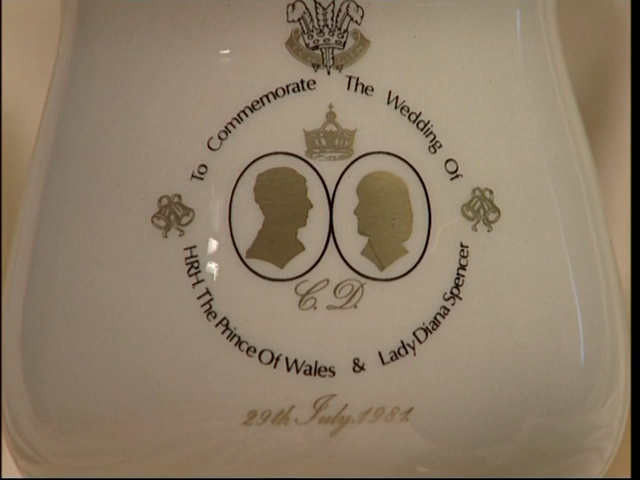 To Commemorate The Wedding Of
HRH. The Prince Of Wales & Lady Diana Spencer
C. D.
29th July.1981.